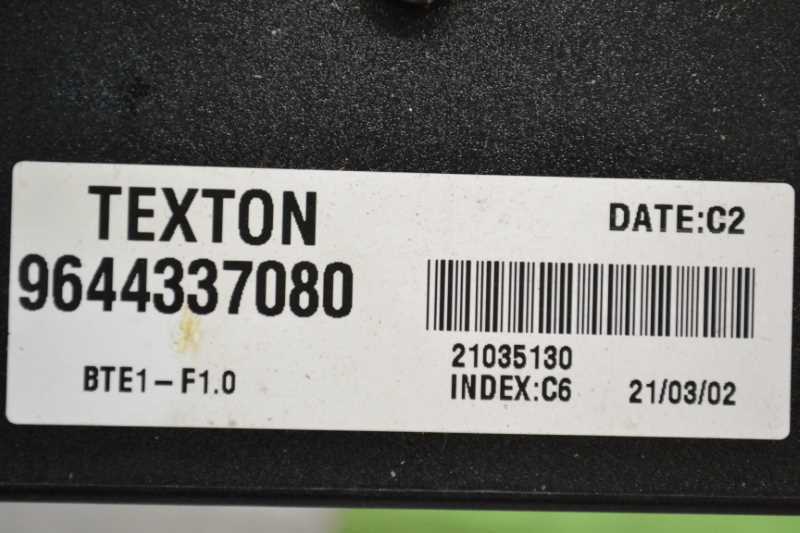 TEXTON
DATE:C2
9644337080
21035130
BTE1-F1.0
INDEX:C6
21/03/02